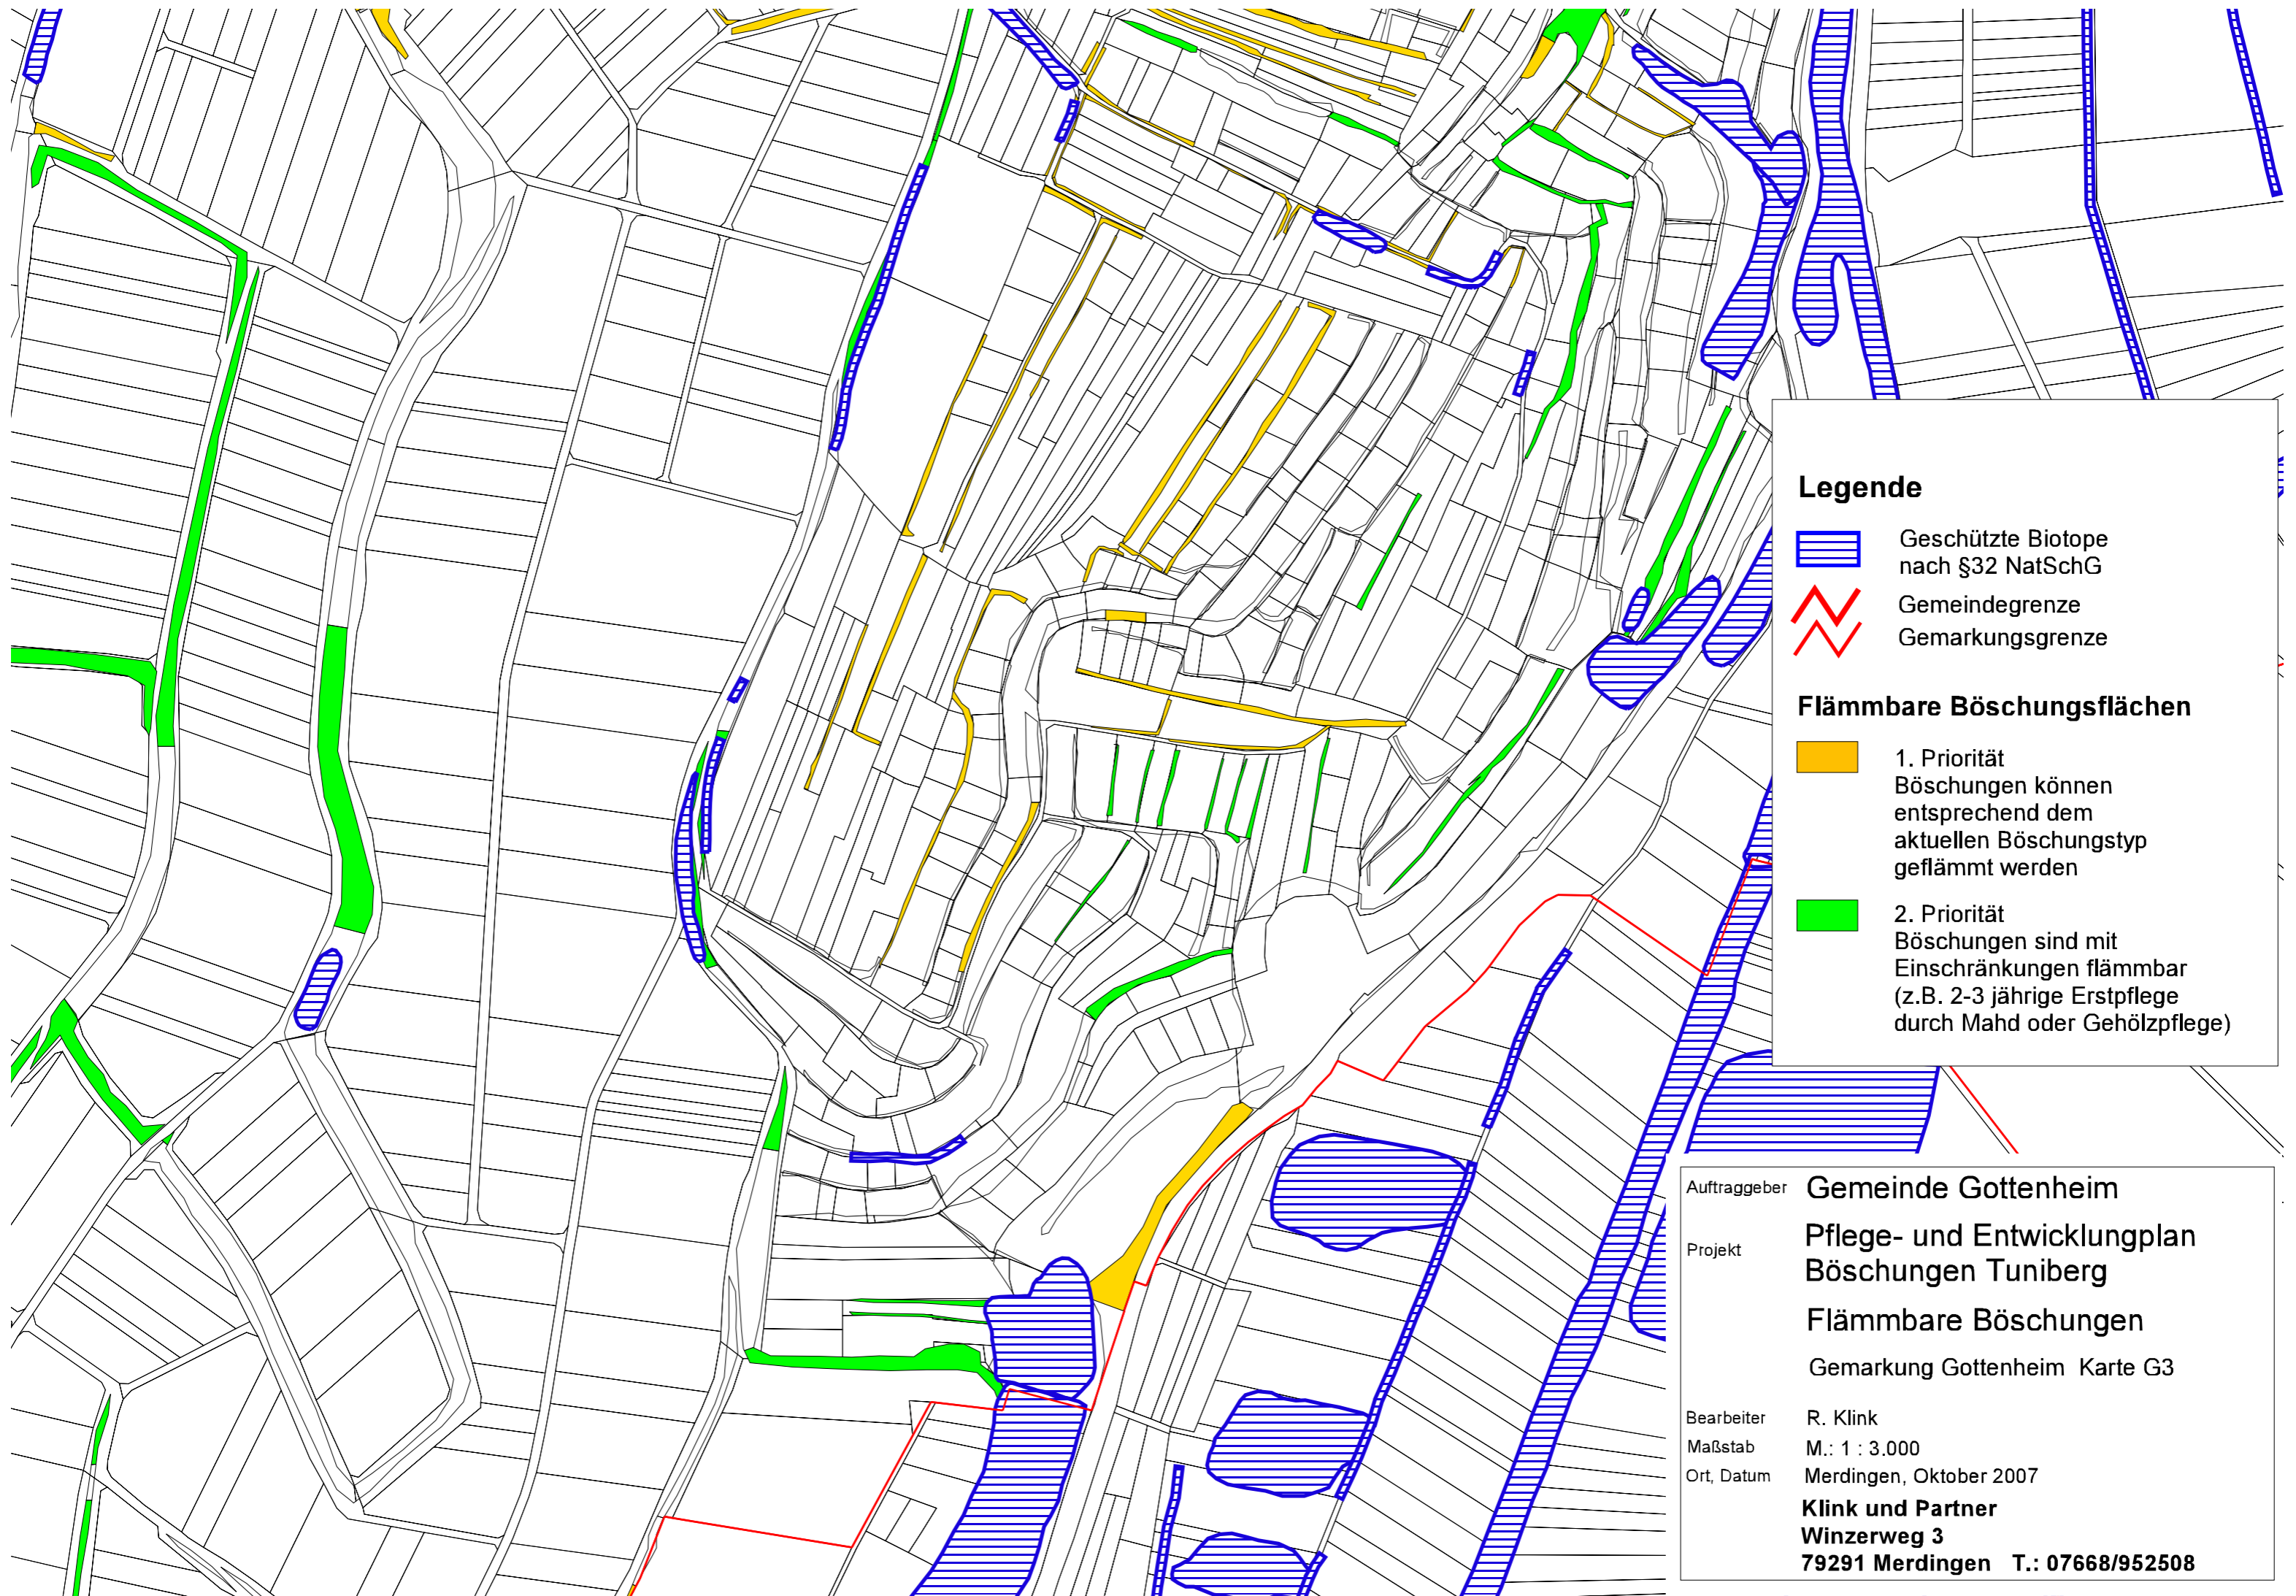 Legende
Geschützte Biotope
nach §32 NatSchG
Gemeindegrenze
Gemarkungsgrenze
Flämmbare Böschungsflächen
1. Priorität
Böschungen können
entsprechend dem
aktuellen Böschungstyp
geflämmt werden
2. Priorität
Böschungen sind mit
Einschränkungen flämmbar
(z.B. 2-3 jährige Erstpflege
durch Mahd oder Gehölzpflege)
Auftraggeber Gemeinde Gottenheim
Projekt Pflege- und Entwicklungplan
Böschungen Tuniberg
Flämmbare Böschungen
Gemarkung Gottenheim Karte G3
Bearbeiter R. Klink
Maßstab M.: 1 : 3.000
Ort, Datum Merdingen, Oktober 2007
Klink und Partner
Winzerweg 3
79291 Merdingen T.: 07668/952508